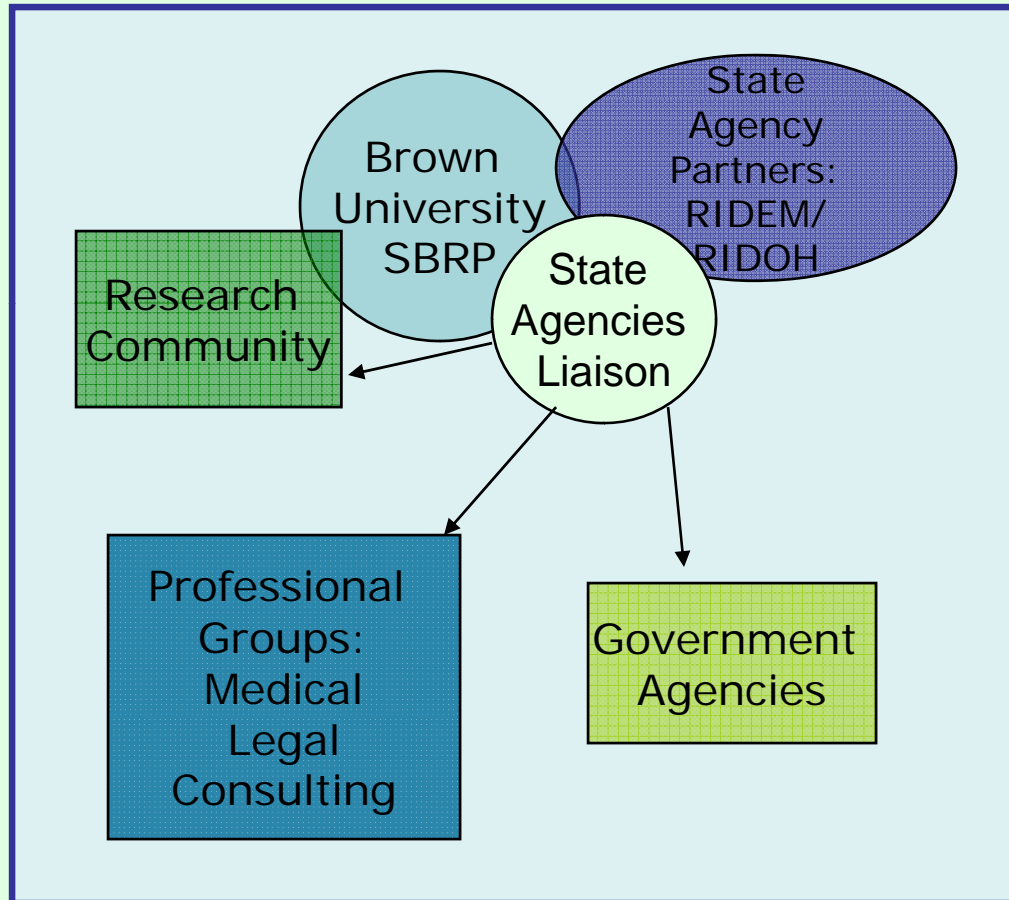 Brown
University
SBRP
State
Agency
Partners:
RIDEM/
RIDOH
State
Agencies
Liaison
Research
Community
Professional
Groups:
Medical
Legal
Consulting
Government
Agencies